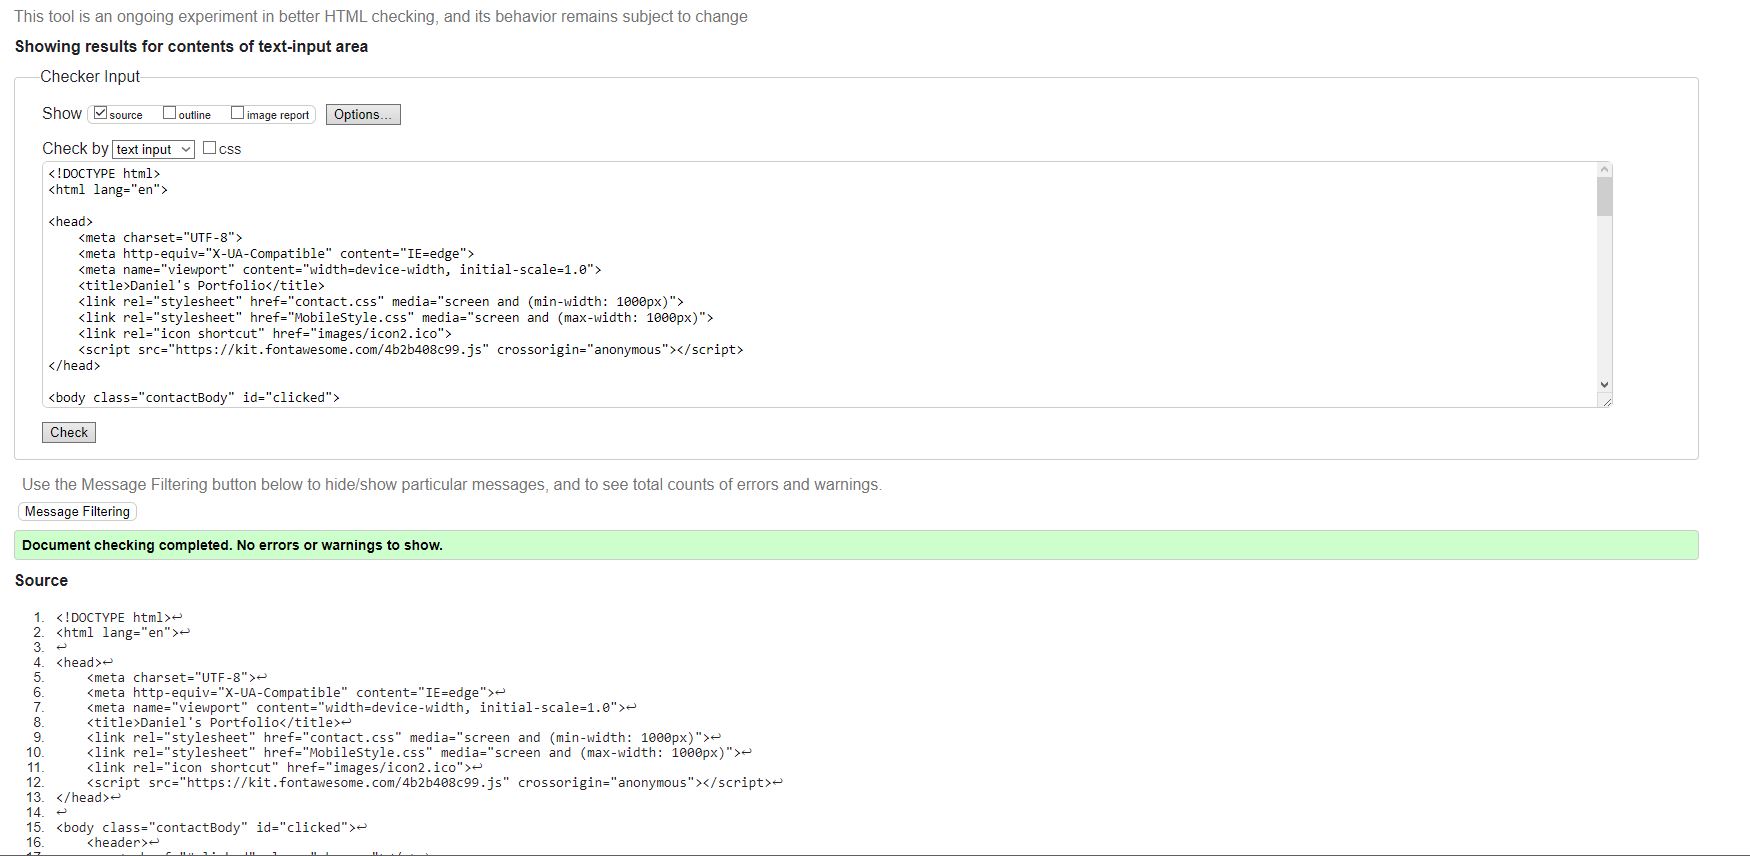 This tool is an ongoing experiment in better HTML checking, and its behavior remains subject to change
Showing results for contents of text-input area
Checker Input
Show source outline image report Options...
Check by text input css
<!DOCTYPE html>
<html lang="en">
<head>
<meta charset="UTF-8">
<meta http-equiv="X-UA-Compatible" content="IE=edge">
<meta name="viewport" content="width=device-width, initial-scale=1.0">
<title>Daniel's Portfolio</title>
<link rel="stylesheet" href="contact.css" media="screen and (min-width: 1000px)">
<link rel="stylesheet" href="MobileStyle.css" media="screen and (max-width: 1000px)">
<link rel="icon shortcut" href="images/icon2.ico">
<script src="https://kit.fontawesome.com/4b2b408c99.js" crossorigin="anonymous"></script>
</head>
<body class="contactBody" id="clicked">
Check
Use the Message Filtering button below to hide/show particular messages, and to see total counts of errors and warnings.
Message Filtering
Document checking completed. No errors or warnings to show.
Source
1. <!DOCTYPE html>↩
2. <html lang="en">↩
3. ↩
4. <head>↩
5. <meta charset="UTF-8">↩
6. <meta http-equiv="X-UA-Compatible" content="IE=edge">↩
7. <meta name="viewport" content="width=device-width, initial-scale=1.0">↩
8. <title>Daniel's Portfolio</title>↩
9. <link rel="stylesheet" href="contact.css" media="screen and (min-width: 1000px)">↩
10. <link rel="stylesheet" href="MobileStyle.css" media="screen and (max-width: 1000px)">↩
11. <link rel="icon shortcut" href="images/icon2.ico">↩
12. <script src="https://kit.fontawesome.com/4b2b408c99.js" crossorigin="anonymous"></script>↩
13. </head>↩
14. ↩
15. <body class="contactBody" id="clicked">↩
16. <header>↩